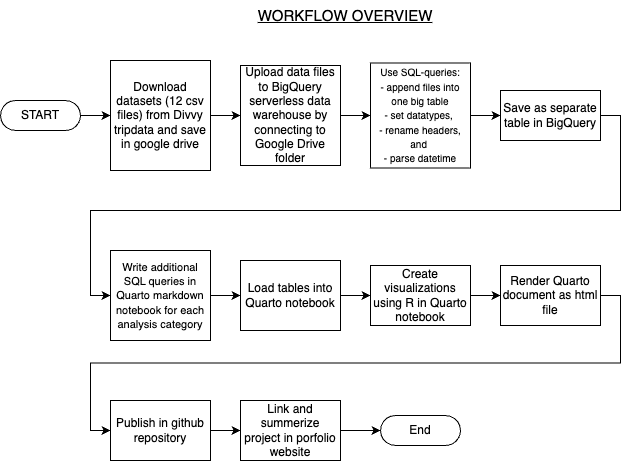 WORKFLOW OVERVIEW
START
Download
datasets (12 csv
files) from Divvy
tripdata and save
in google drive
Upload data files
to BigQuery
serverless data
warehouse by
connecting to
Google Drive
folder
Use SQL-queries:
- append files into
one big table
- set datatypes,
- rename headers,
and
- parse datetime
Save as separate
table in BigQuery
Write additional
SQL queries in
Quarto markdown
notebook for each
analysis category
Load tables into
Quarto notebook
Create
visualizations
using R in Quarto
notebook
Render Quarto
document as html
file
Publish in github
repository
Link and
summerize
project in porfolio
website
End